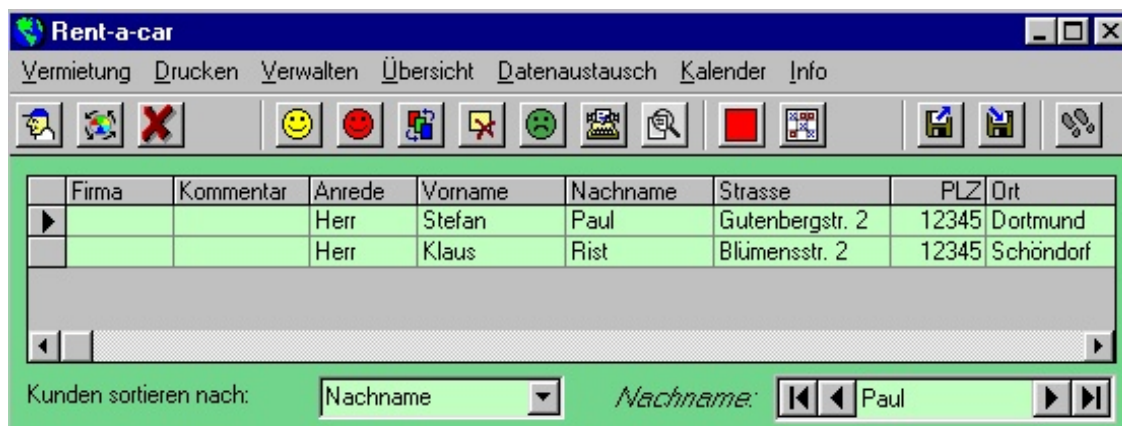 Rent-a-car
Vermietung Drucken Verwalten Übersicht Datenaustausch Kalender Info
Firma Kommentar Anrede Vorname Nachname Strasse PLZ Ort
Herr Stefan Paul Gutenbergstr. 2 12345 Dortmund
Herr Klaus Rist Blümensstr. 2 12345 Schöndorf
Kunden sortieren nach: Nachname Nachname: Paul